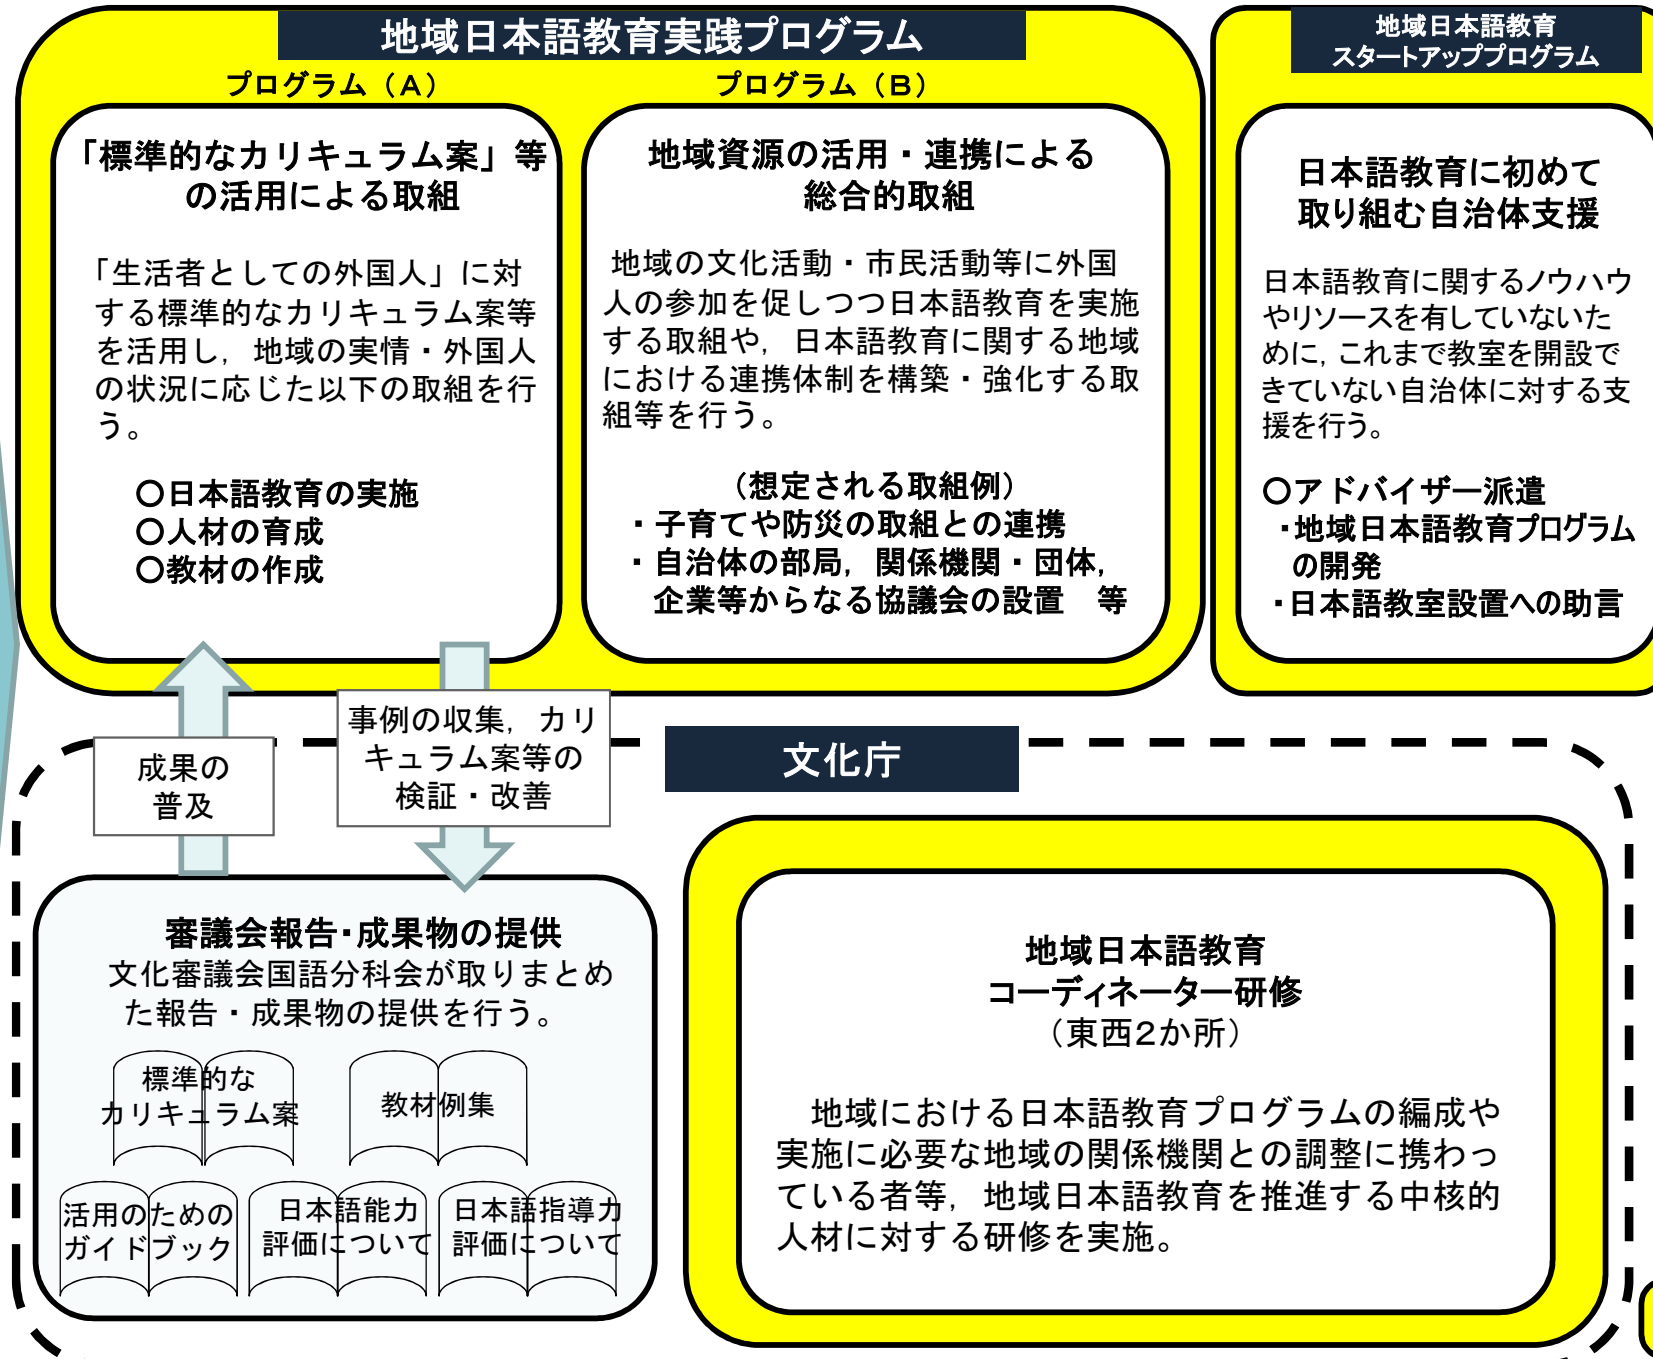 地域日本語教育実践プログラム
プログラム（A）
「標準的なカリキュラム案」等
の活用による取組
「生活者としての外国人」に対
する標準的なカリキュラム案等
を活用し，地域の実情・外国人
の状況に応じた以下の取組を行
う。
○日本語教育の実施
○人材の育成
○教材の作成
プログラム（B）
地域資源の活用・連携による
総合的取組
地域の文化活動・市民活動等に外国
人の参加を促しつつ日本語教育を実施
する取組や，日本語教育に関する地域
における連携体制を構築・強化する取
組等を行う。
（想定される取組例）
・子育てや防災の取組との連携
・自治体の部局，関係機関・団体，
企業等からなる協議会の設置　等
地域日本語教育
スタートアッププログラム
日本語教育に初めて
取り組む自治体支援
日本語教育に関するノウハウ
やリソースを有していないた
めに，これまで教室を開設で
きていない自治体に対する支
援を行う。
○アドバイザー派遣
・地域日本語教育プログラム
の開発
・日本語教室設置への助言
成果の
普及
事例の収集，カリ
キュラム案等の
検証・改善
文化庁
審議会報告・成果物の提供
文化審議会国語分科会が取りまとめ
た報告・成果物の提供を行う。
標準的な
カリキュラム案
教材例集
活用のための
ガイドブック
日本語能力
評価について
日本語指導力
評価について
地域日本語教育
コーディネーター研修
（東西2か所）
地域における日本語教育プログラムの編成や
実施に必要な地域の関係機関との調整に携わっ
ている者等，地域日本語教育を推進する中核的
人材に対する研修を実施。